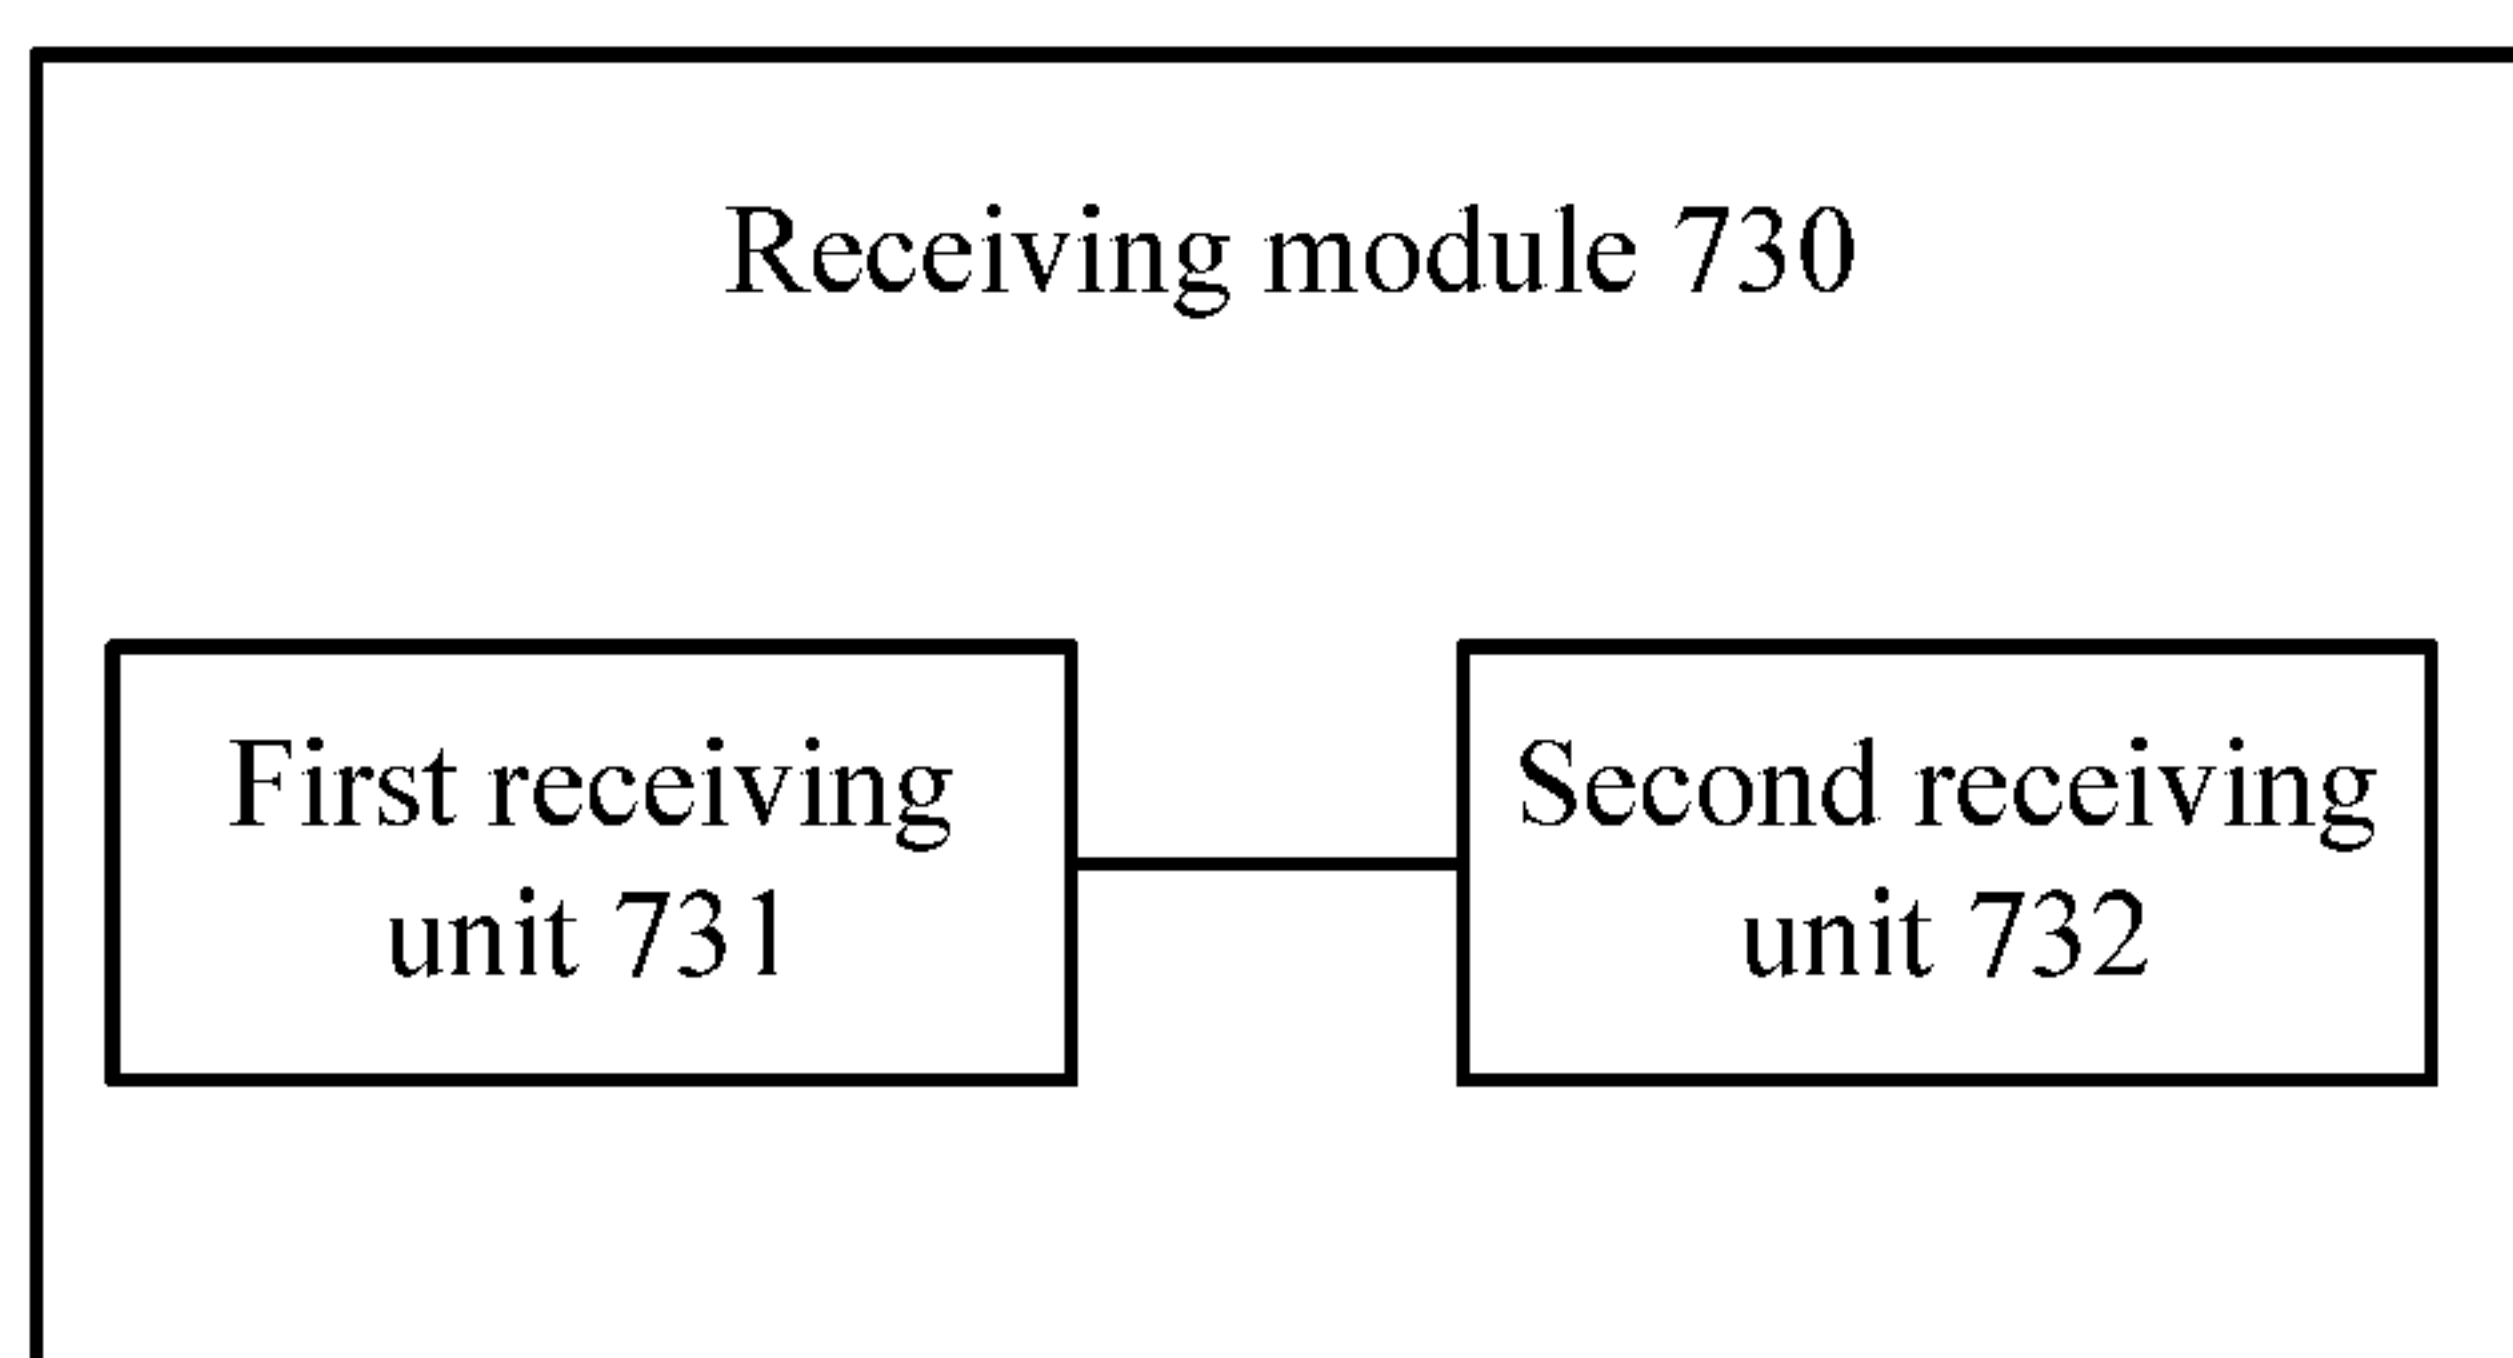 Receiving module 730
First receiving
unit 731
Second receiving
unit 732